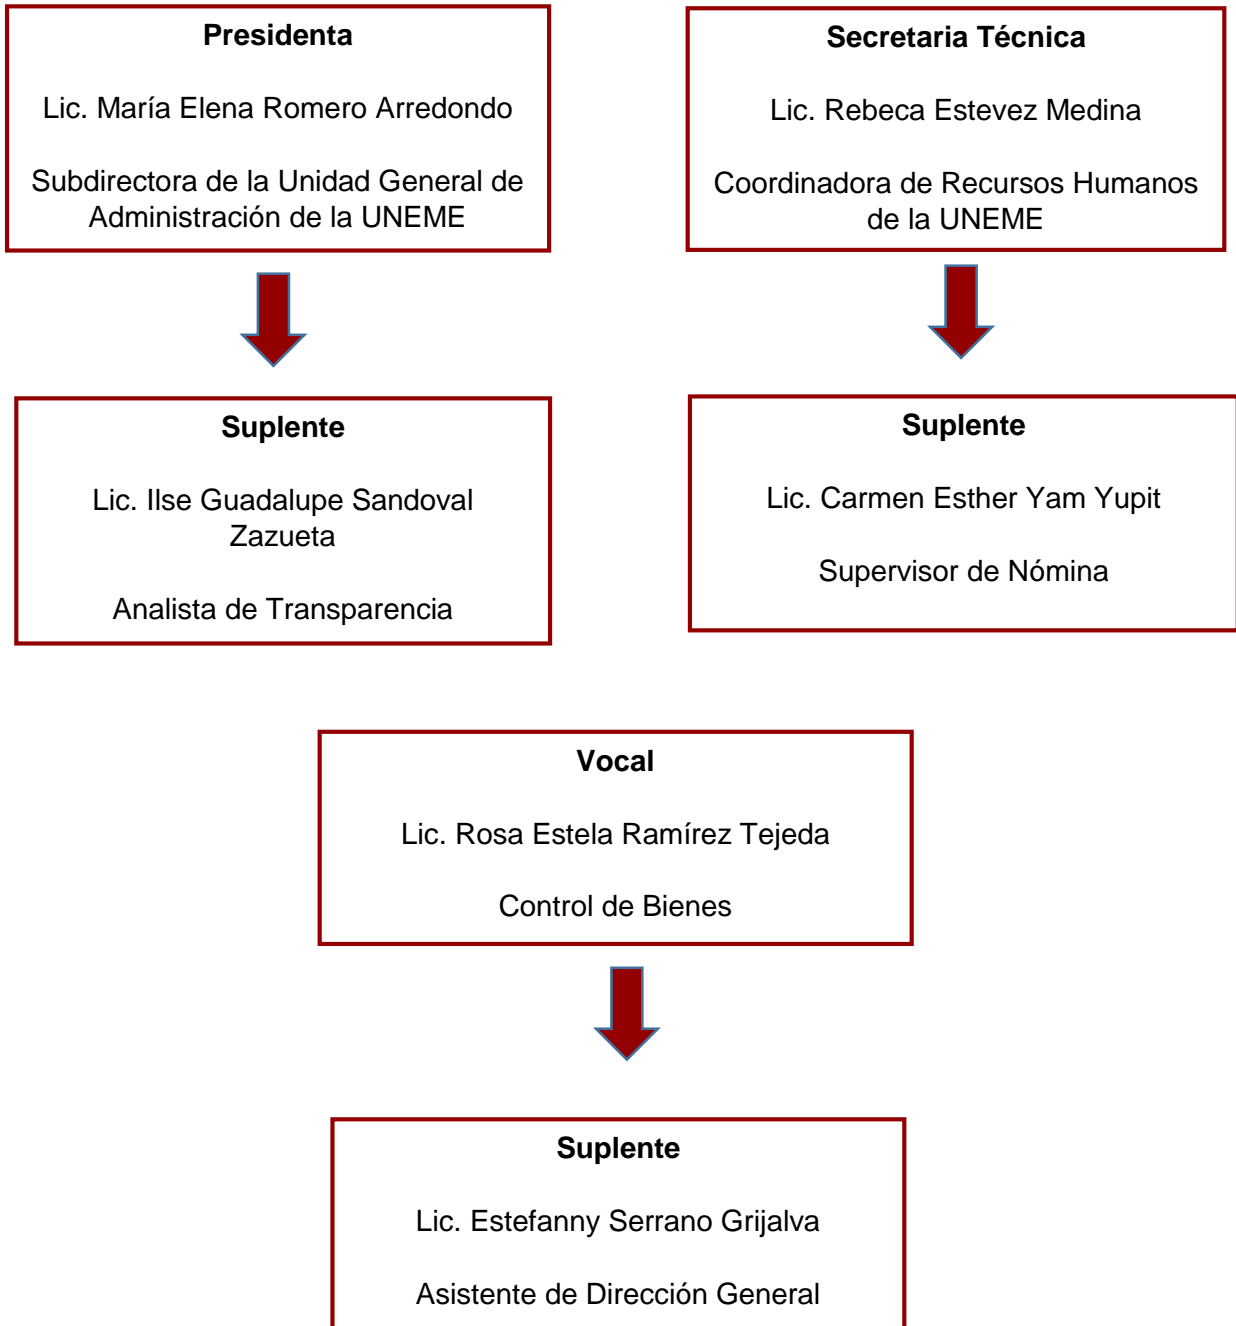 Presidenta
Lic. María Elena Romero Arredondo
Subdirectora de la Unidad General de
Administración de la UNEME
Secretaria Técnica
Lic. Rebeca Estevez Medina
Coordinadora de Recursos Humanos
de la UNEME
Suplente
Lic. Ilse Guadalupe Sandoval
Zazueta
Analista de Transparencia
Suplente
Lic. Carmen Esther Yam Yupit
Supervisor de Nómina
Vocal
Lic. Rosa Estela Ramírez Tejeda
Control de Bienes
Suplente
Lic. Estefanny Serrano Grijalva
Asistente de Dirección General